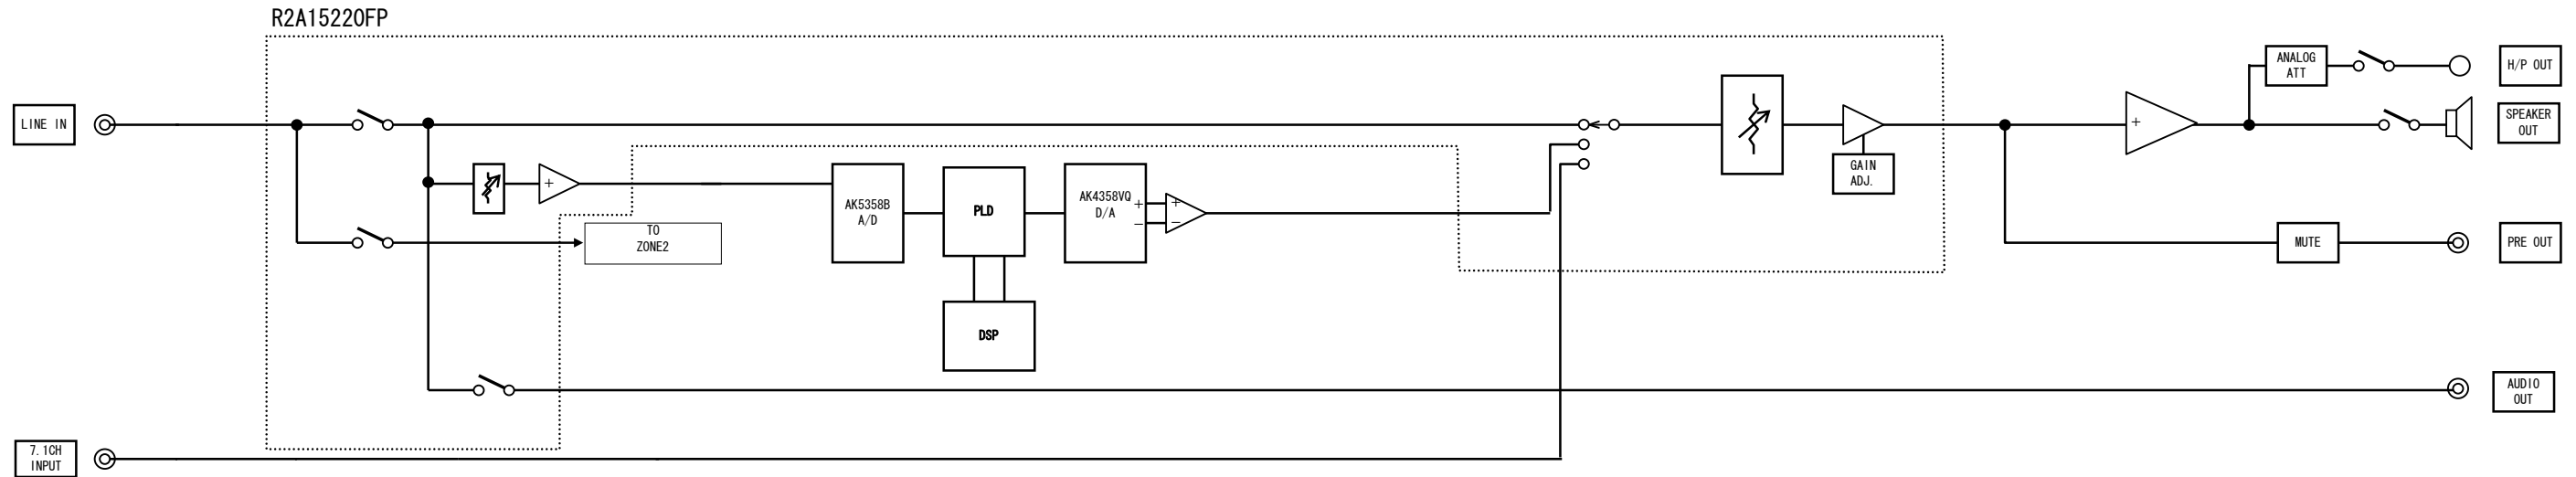 R2A15220FP
ANALOG
ATT
H/P OUT
LINE IN
+
SPEAKER
OUT
+
AK5358B
A/D
PLD
AK4358VQ
D/A
+
−
+
−
GAIN
ADJ.
TO
ZONE2
MUTE
PRE OUT
DSP
AUDIO
OUT
7.1CH
INPUT